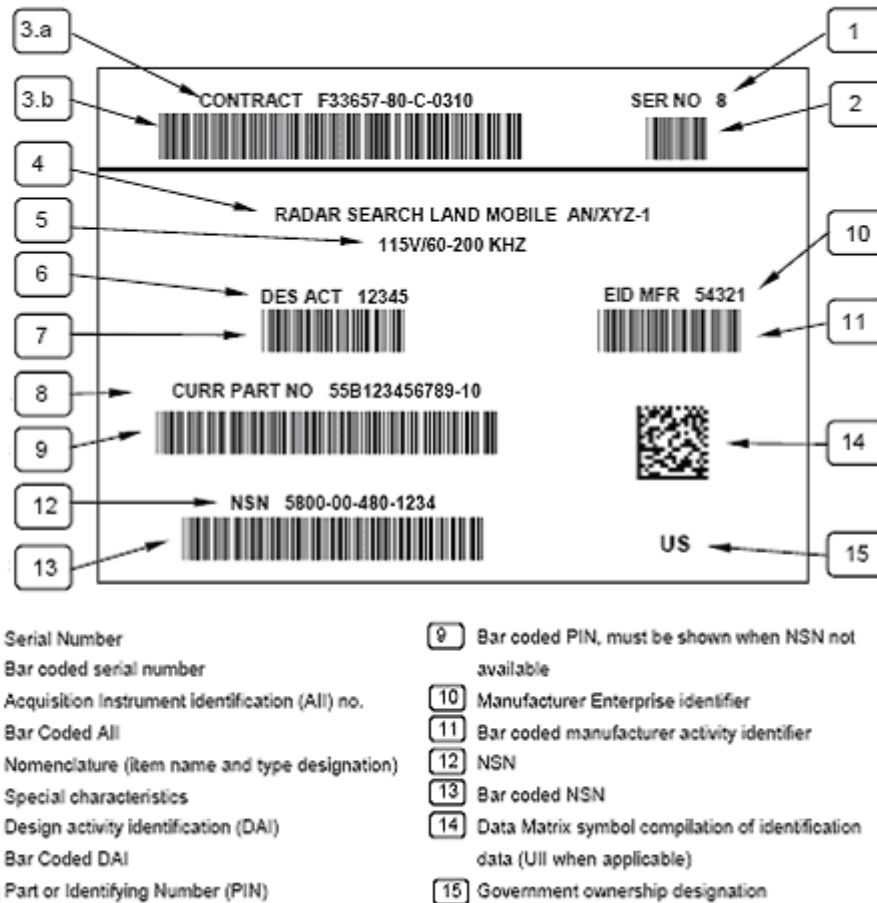 3.a
1
CONTRACT F33657-80-C-0310
SER NO 8
3.b
2
4
RADAR SEARCH LAND MOBILE AN/XYZ-1
5
115V/60-200 KHZ
10
6
DES ACT 12345
EID MFR 54321
7
11
8
CURR PART NO 55B123456789-10
9
14
12
NSN 5800-00-480-1234
13
US
15
Serial Number
Bar coded serial number
Acquisition Instrument identification (AII) no.
Bar Coded AII
Nomenclature (item name and type designation)
Special characteristics
Design activity identification (DAI)
Bar Coded DAI
Part or Identifying Number (PIN)
9 Bar coded PIN, must be shown when NSN not
available
10 Manufacturer Enterprise identifier
11 Bar coded manufacturer activity identifier
12 NSN
13 Bar coded NSN
14 Data Matrix symbol compilation of identification
data (UII when applicable)
15 Government ownership designation